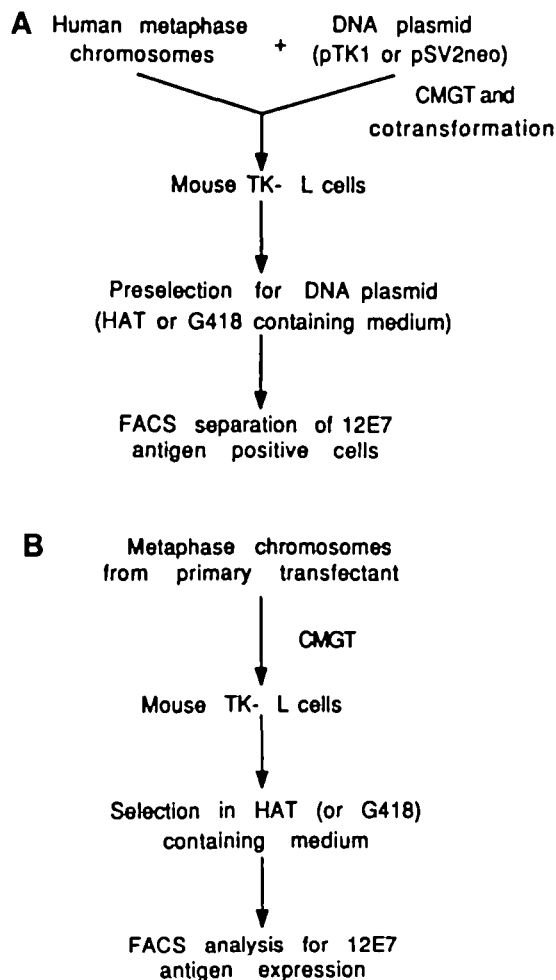 A
Human metaphase chromosomes
+
DNA plasmid
(pTK1 or pSV2neo)
CMGT and
cotransformation
Mouse TK- L cells
Preselection for DNA plasmid
(HAT or G418 containing medium)
FACS separation of 12E7
antigen positive cells
B
Metaphase chromosomes
from primary transfectant
CMGT
Mouse TK- L cells
Selection in HAT (or G418)
containing medium
FACS analysis for 12E7
antigen expression